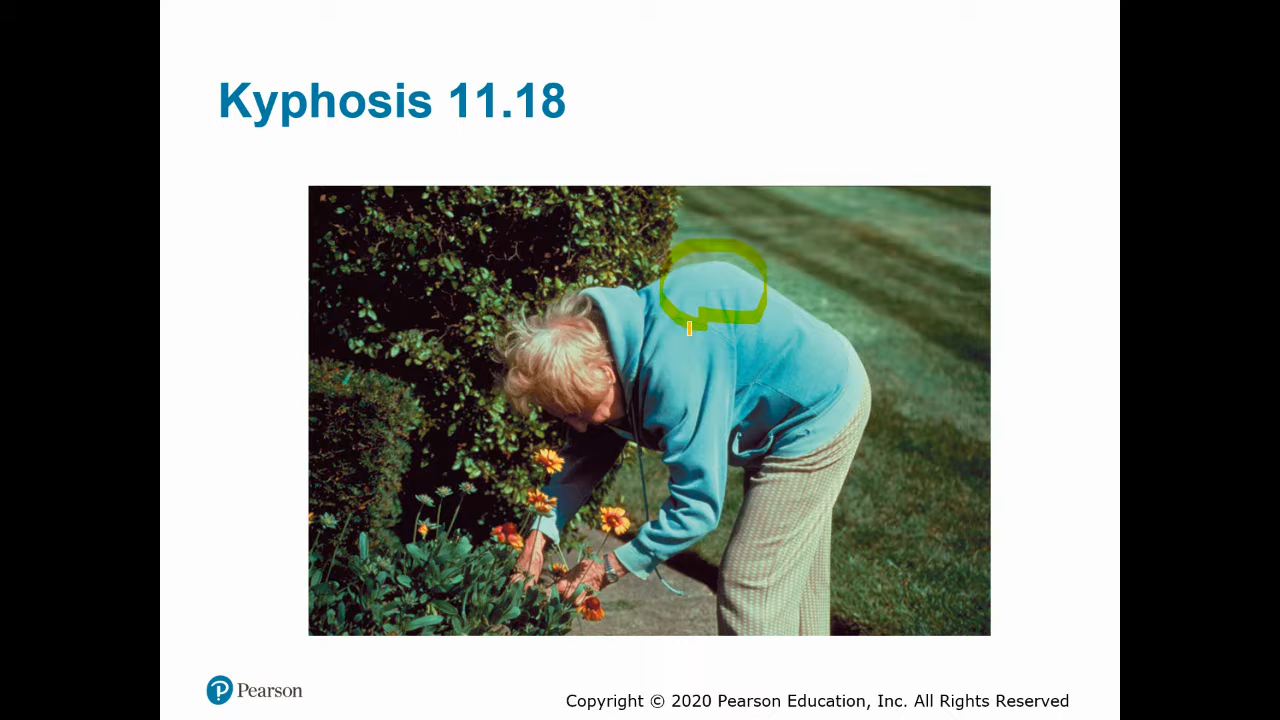 Kyphosis 11.18
Pearson
Copyright © 2020 Pearson Education, Inc. All Rights Reserved